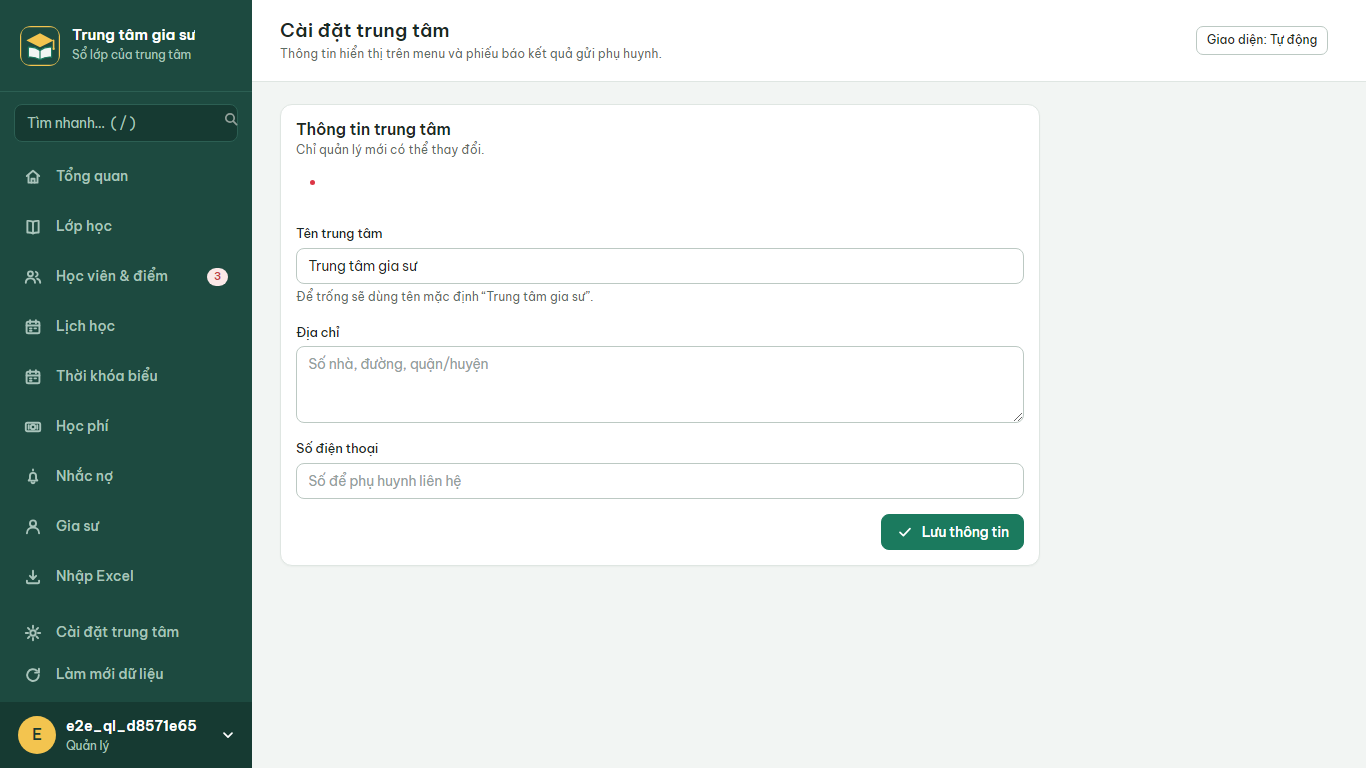 Trung tâm gia sư
Sổ lớp của trung tâm
Tìm nhanh... ( / )
Tổng quan
Lớp học
Học viên & điểm
3
Lịch học
Thời khóa biểu
Học phí
Nhắc nợ
Gia sư
Nhập Excel
Cài đặt trung tâm
Làm mới dữ liệu
E
e2e_ql_d8571e65
Quản lý
Cài đặt trung tâm
Thông tin hiển thị trên menu và phiếu báo kết quả gửi phụ huynh.
Giao diện: Tự động
Thông tin trung tâm
Chỉ quản lý mới có thể thay đổi.
Tên trung tâm
Trung tâm gia sư
Để trống sẽ dùng tên mặc định “Trung tâm gia sư”.
Địa chỉ
Số nhà, đường, quận/huyện
Số điện thoại
Số để phụ huynh liên hệ
Lưu thông tin